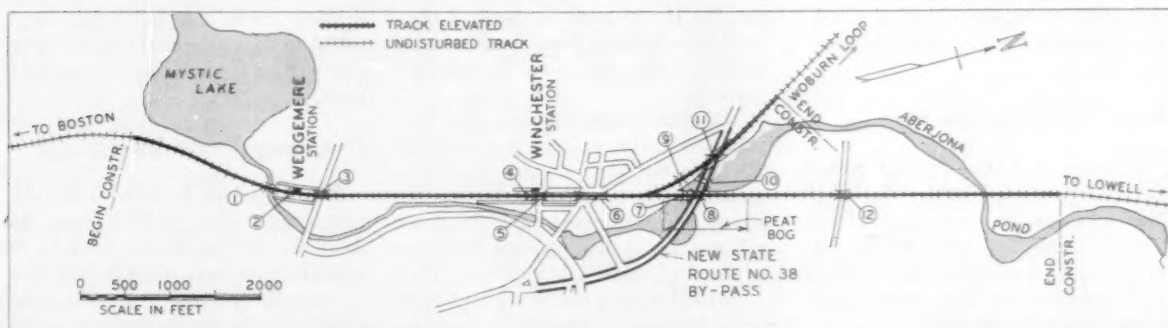 TRACK ELEVATED
UNDISTURBED TRACK
N
MYSTIC
LAKE
TO BOSTON
BEGIN CONSTR.
WEDGEMERE
STATION
WINCHESTER
STATION
WOBURN LOOP
END
CONSTR.
ABERJONA
POND
TO LOWELL
END
CONSTR.
1
2
3
4
5
6
7
8
9
10
11
12
PEAT
BOG
NEW STATE
ROUTE NO. 38
BY-PASS
0 500 1000 2000
SCALE IN FEET